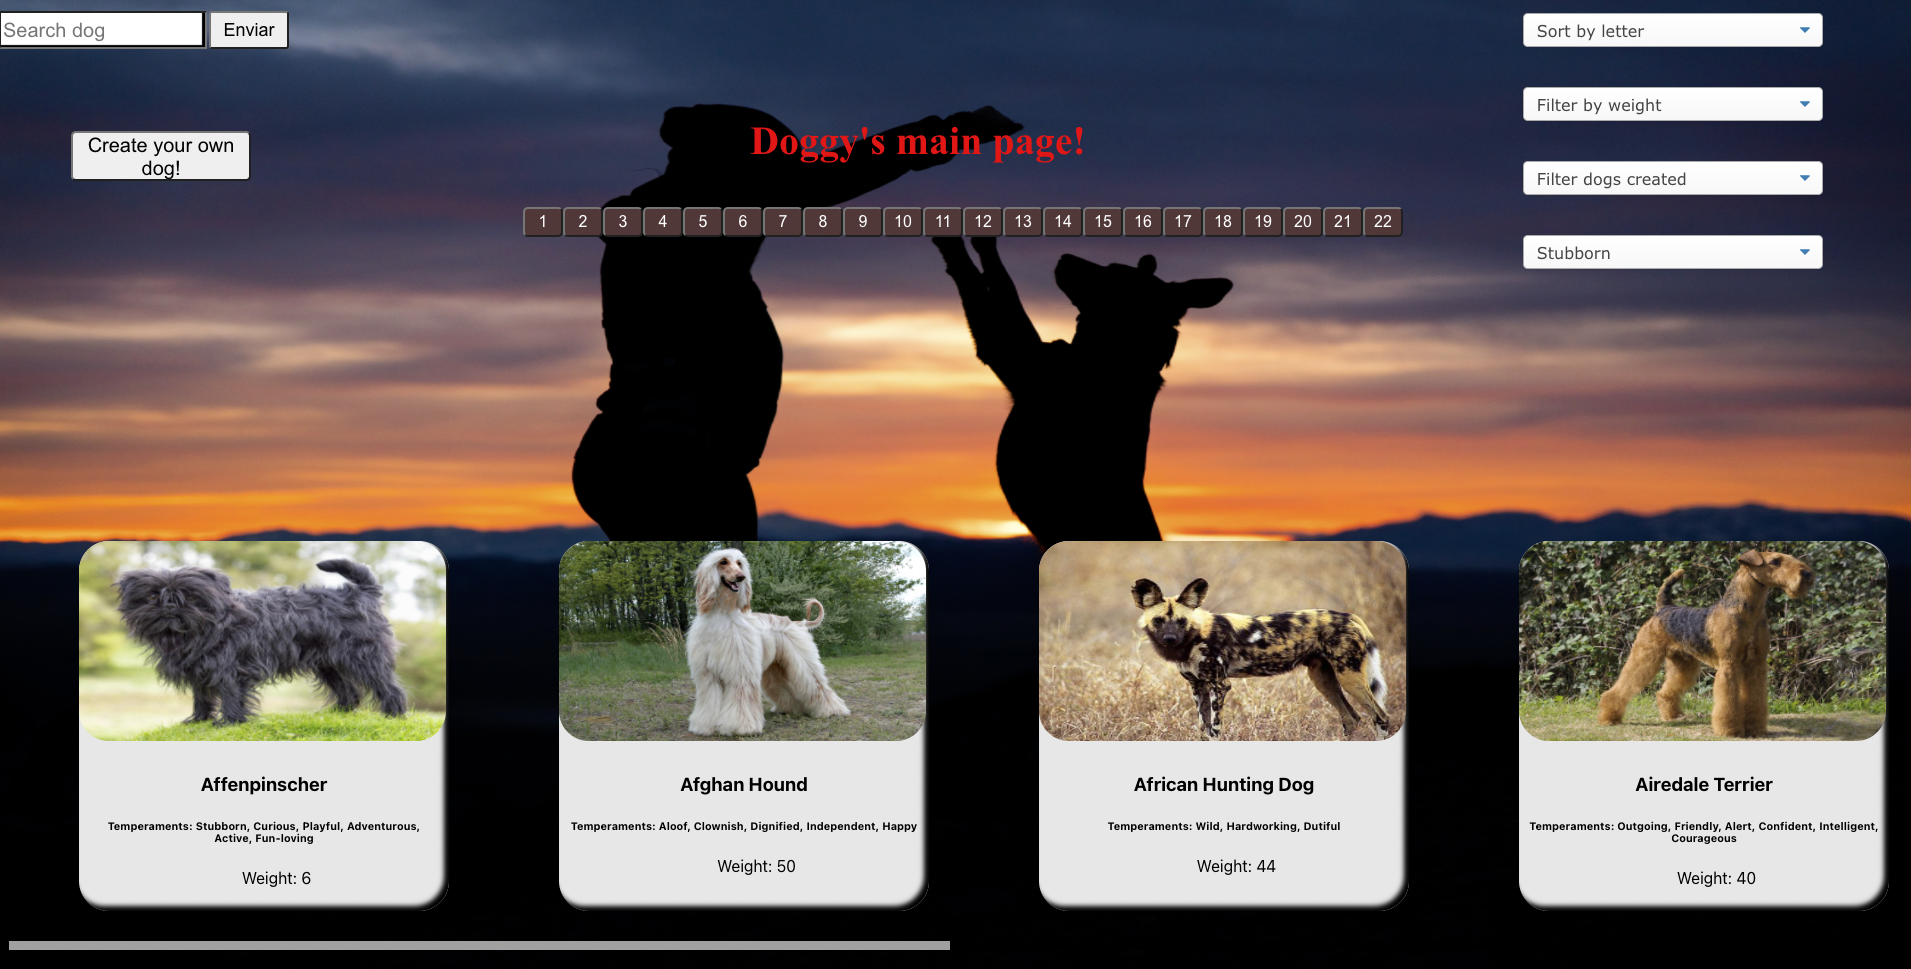 Search dog
Enviar
Sort by letter
Filter by weight
Create your own
dog!
Doggy's main page!
Filter dogs created
1 2 3 4 5 6 7 8 9 10 11 12 13 14 15 16 17 18 19 20 21 22
Stubborn
Affenpinscher
Temperaments: Stubborn, Curious, Playful, Adventurous,
Active, Fun-loving
Weight: 6
Afghan Hound
Temperaments: Aloof, Clownish, Dignified, Independent, Happy
Weight: 50
African Hunting Dog
Temperaments: Wild, Hardworking, Dutiful
Weight: 44
Airedale Terrier
Temperaments: Outgoing, Friendly, Alert, Confident, Intelligent,
Courageous
Weight: 40